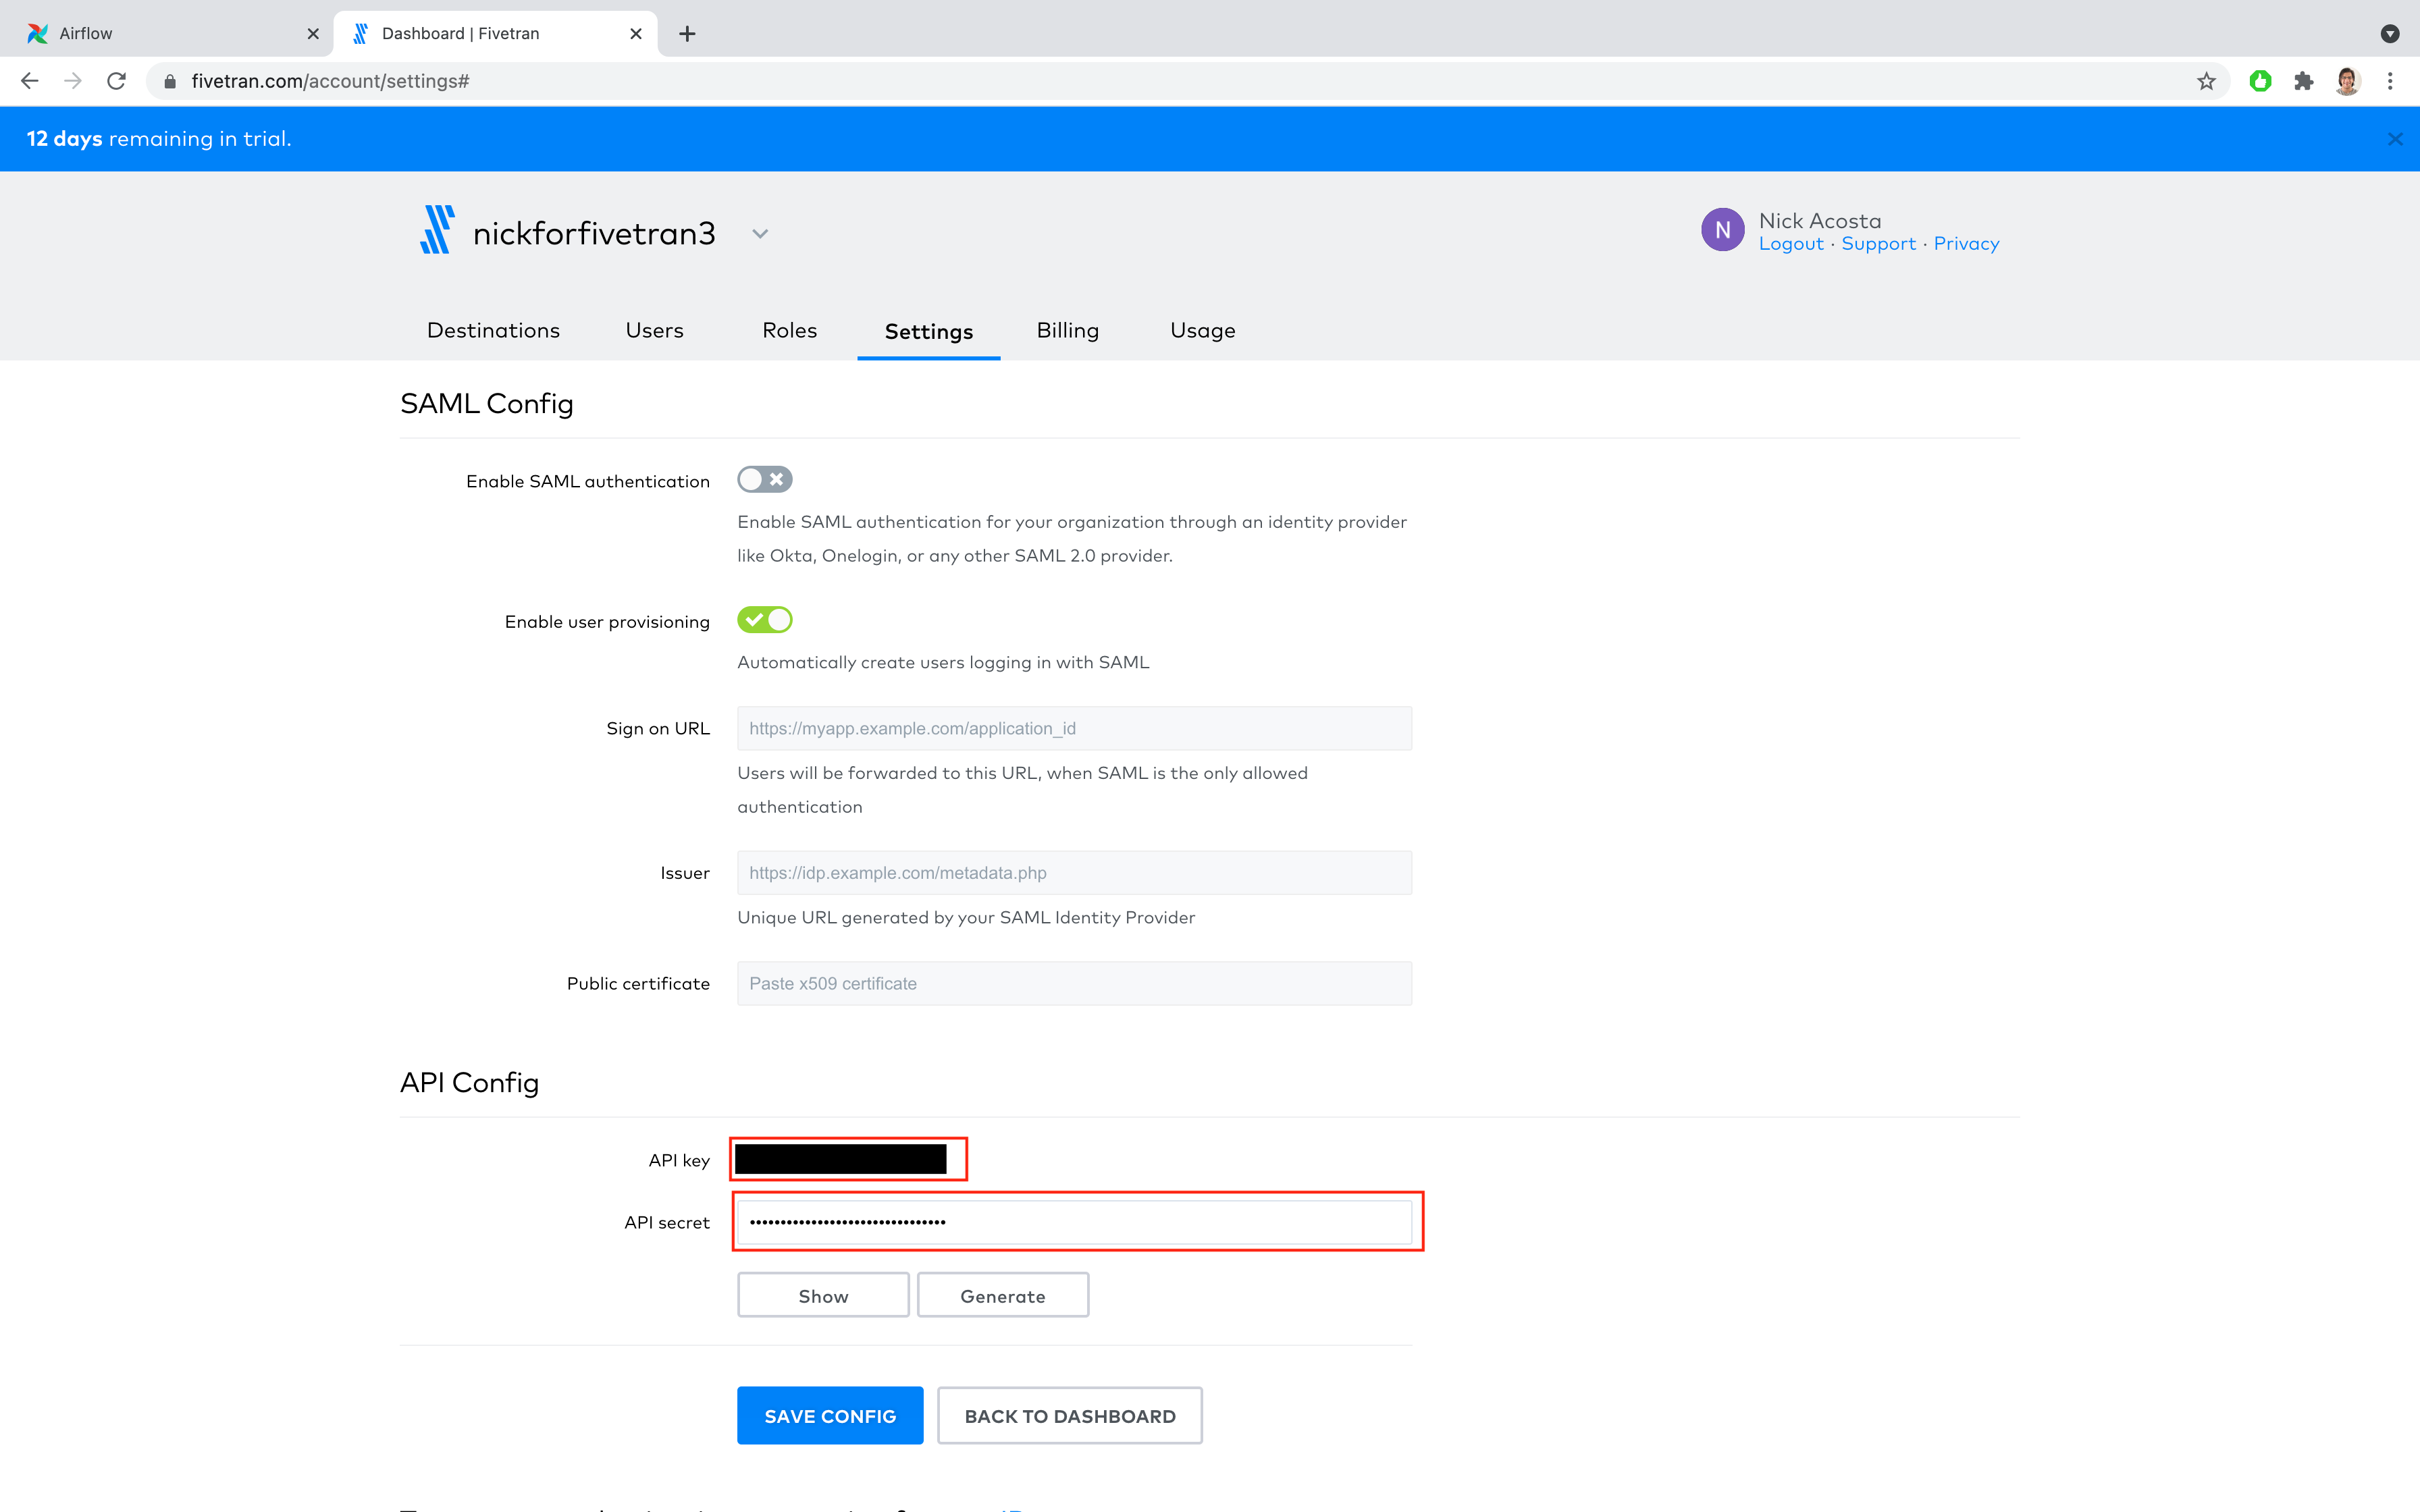 Airflow
Dashboard | Fivetran
fivetran.com/account/settings#
12 days remaining in trial.
nickforfivetran3
N
Nick Acosta
Logout · Support · Privacy
Destinations Users Roles Settings Billing Usage
SAML Config
Enable SAML authentication
Enable SAML authentication for your organization through an identity provider
like Okta, Onelogin, or any other SAML 2.0 provider.
Enable user provisioning
Automatically create users logging in with SAML
Sign on URL
https://myapp.example.com/application_id
Users will be forwarded to this URL, when SAML is the only allowed
authentication
Issuer
https://idp.example.com/metadata.php
Unique URL generated by your SAML Identity Provider
Public certificate
Paste x509 certificate
API Config
API key
API secret
••••••••••••••••••••••••••••••••
Show Generate
SAVE CONFIG BACK TO DASHBOARD